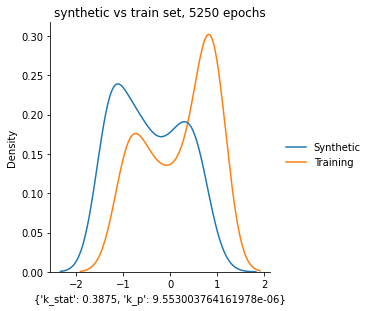 synthetic vs train set, 5250 epochs
0.30
0.25
0.20
0.15
0.10
0.05
0.00
Density
−2
−1
0
1
2
{'k_stat': 0.3875, 'k_p': 9.553003764161978e-06}
Synthetic
Training